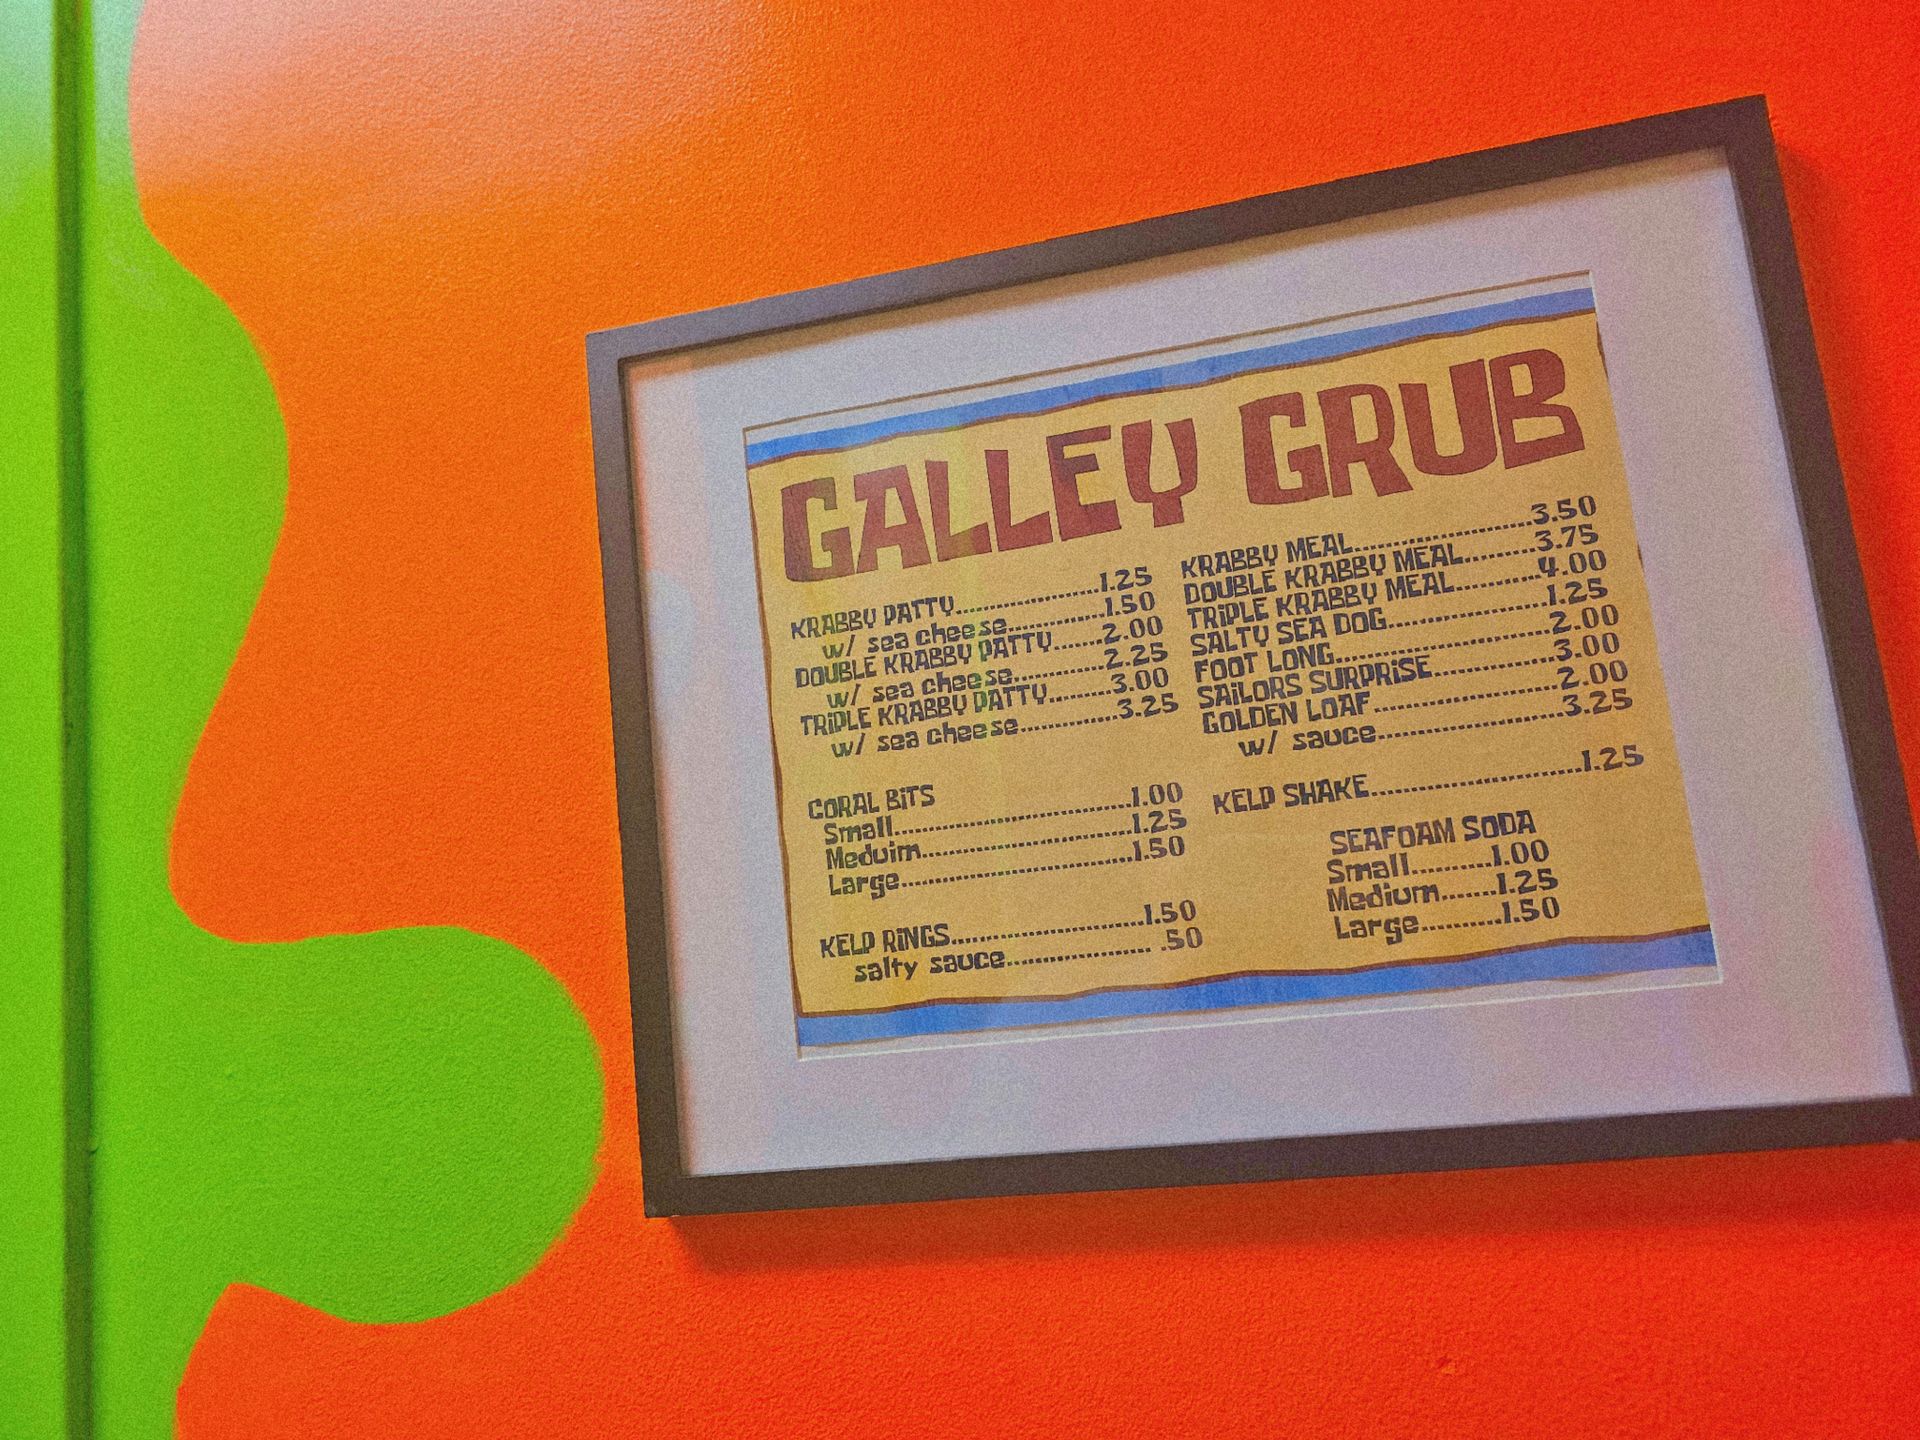 GALLEY GRUB
KRABBY PATTY..................1.25
w/ sea cheese..............1.50
DOUBLE KRABBY PATTY.......2.00
w/ sea cheese.............2.25
TRIPLE KRABBY PATTY.........3.00
w/ sea cheese..............3.25
CORAL BITS
Small...............................1.00
Meduim...........................1.25
Large..............................1.50
KELP RINGS.........................1.50
salty sauce................... .50
KRABBY MEAL.......................3.50
DOUBLE KRABBY MEAL.........3.75
TRIPLE KRABBY MEAL...........4.00
SALTY SEA DOG...................1.25
FOOT LONG..........................2.00
SAILORS SURPRISE...............3.00
GOLDEN LOAF........................2.00
w/ sauce.........................3.25
KELP SHAKE...........................1.25
SEAFOAM SODA
Small..........1.00
Medium.......1.25
Large..........1.50